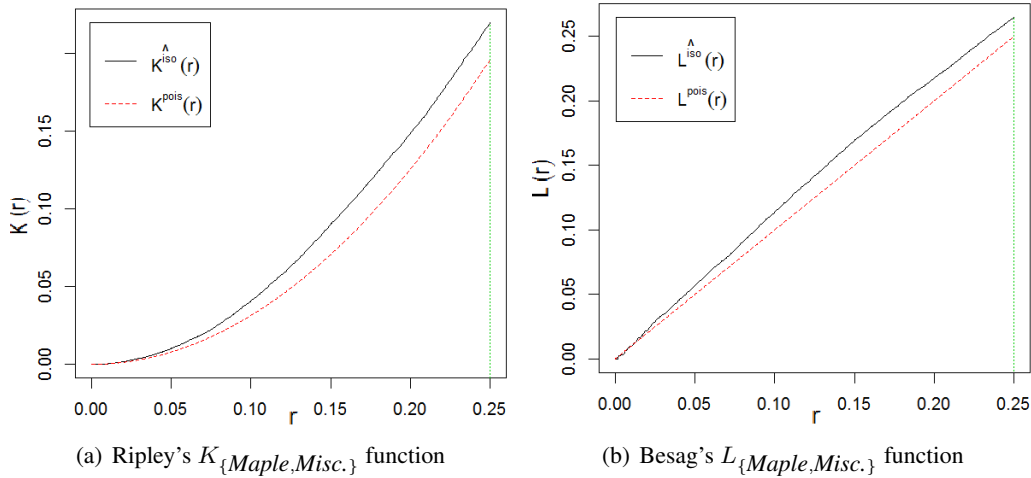 K̂iso(r)
Kpois(r)
K (r)
0.00 0.05 0.10 0.15
0.00 0.05 0.10 0.15 0.20 0.25
r
(a) Ripley's K{Maple,Misc.} function
L̂iso(r)
Lpois(r)
L (r)
0.00 0.05 0.10 0.15 0.20 0.25
0.00 0.05 0.10 0.15 0.20 0.25
r
(b) Besag's L{Maple,Misc.} function